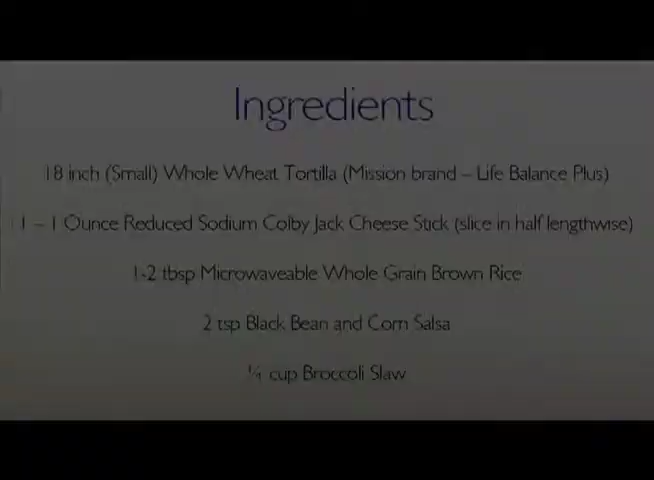 Ingredients
1 8 inch (Small) Whole Wheat Tortilla (Mission brand – Life Balance Plus)
1 – 1 Ounce Reduced Sodium Colby Jack Cheese Stick (slice in half lengthwise)
1-2 tbsp Microwaveable Whole Grain Brown Rice
2 tsp Black Bean and Corn Salsa
¼ cup Broccoli Slaw